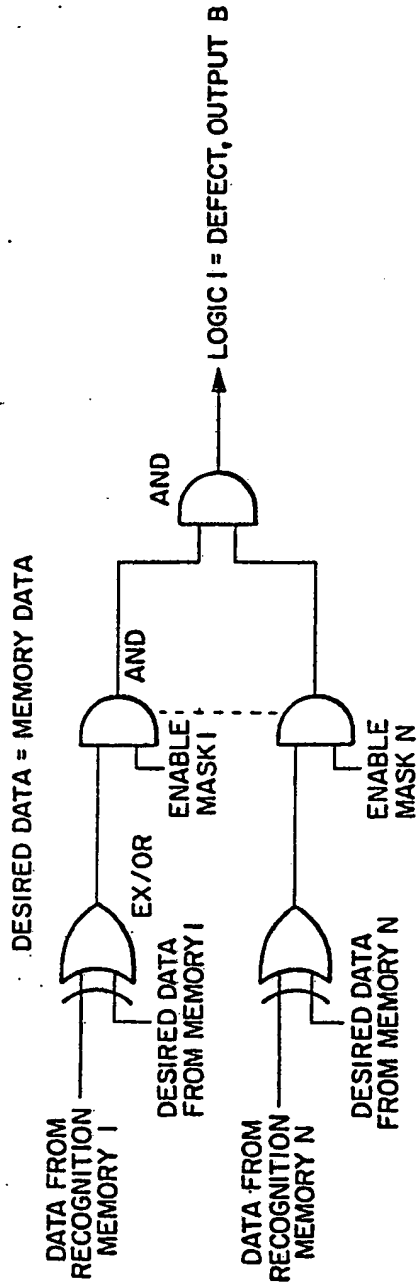 DESIRED DATA = MEMORY DATA
DATA FROM
RECOGNITION
MEMORY 1
DESIRED DATA
FROM MEMORY 1
EX/OR
ENABLE
MASK 1
AND
AND
LOGIC 1 = DEFECT, OUTPUT B
DATA FROM
RECOGNITION
MEMORY N
DESIRED DATA
FROM MEMORY N
ENABLE
MASK N